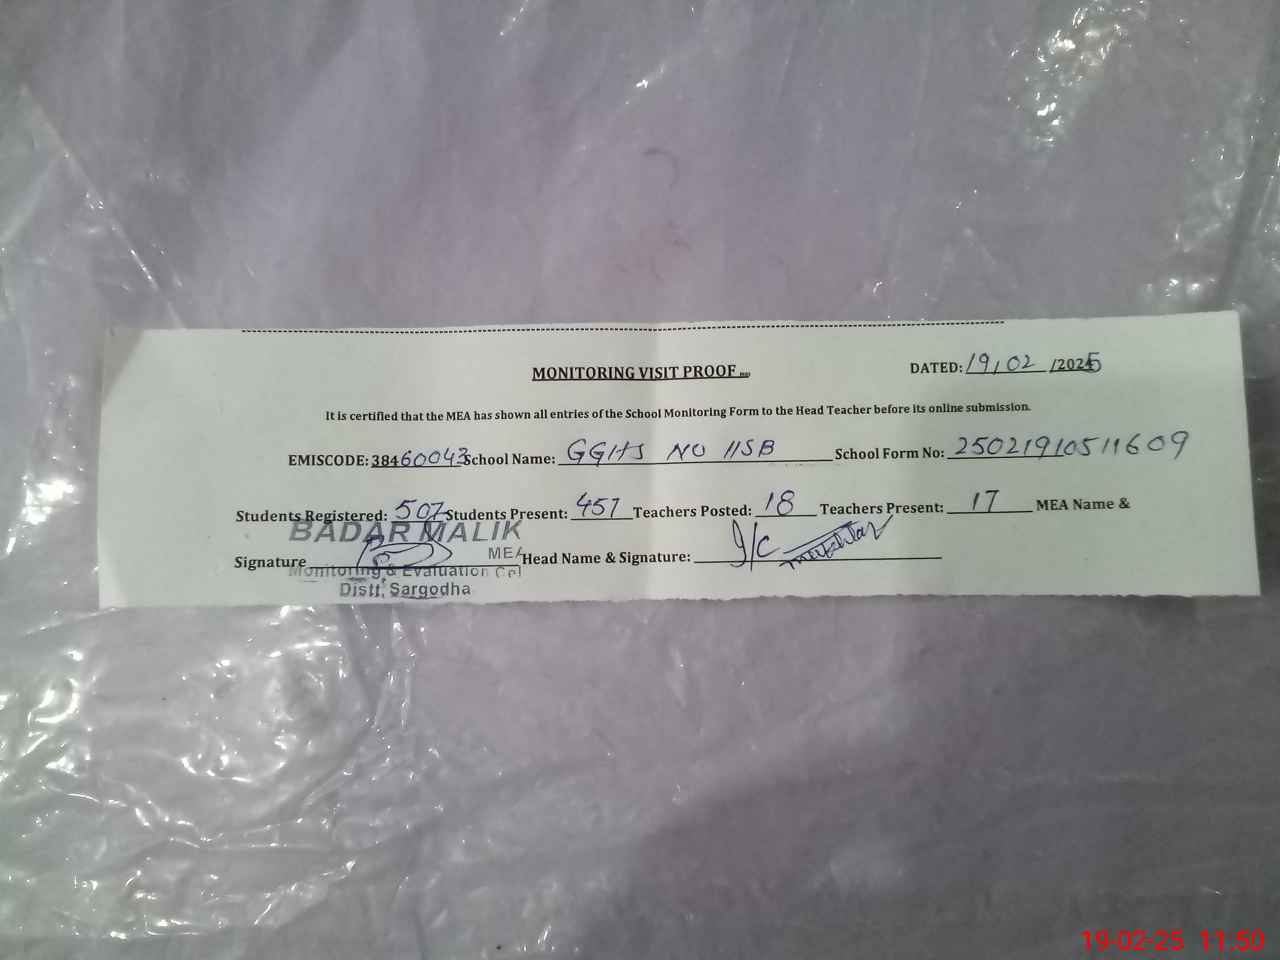 MONITORING VISIT PROOF
DATED: 19/02 /2025
It is certified that the MEA has shown all entries of the School Monitoring Form to the Head Teacher before its online submission.
EMISCODE: 38460043 School Name: GGHS NO 11SB School Form No: 25021910511609
Students Registered: 507 Students Present: 457 Teachers Posted: 18 Teachers Present: 17 MEA Name &
BADAR MALIK
Signature MEA Head Name & Signature: I/C
Monitoring & Evaluation Cel
Distt, Sargodha
19-02-25 11:50